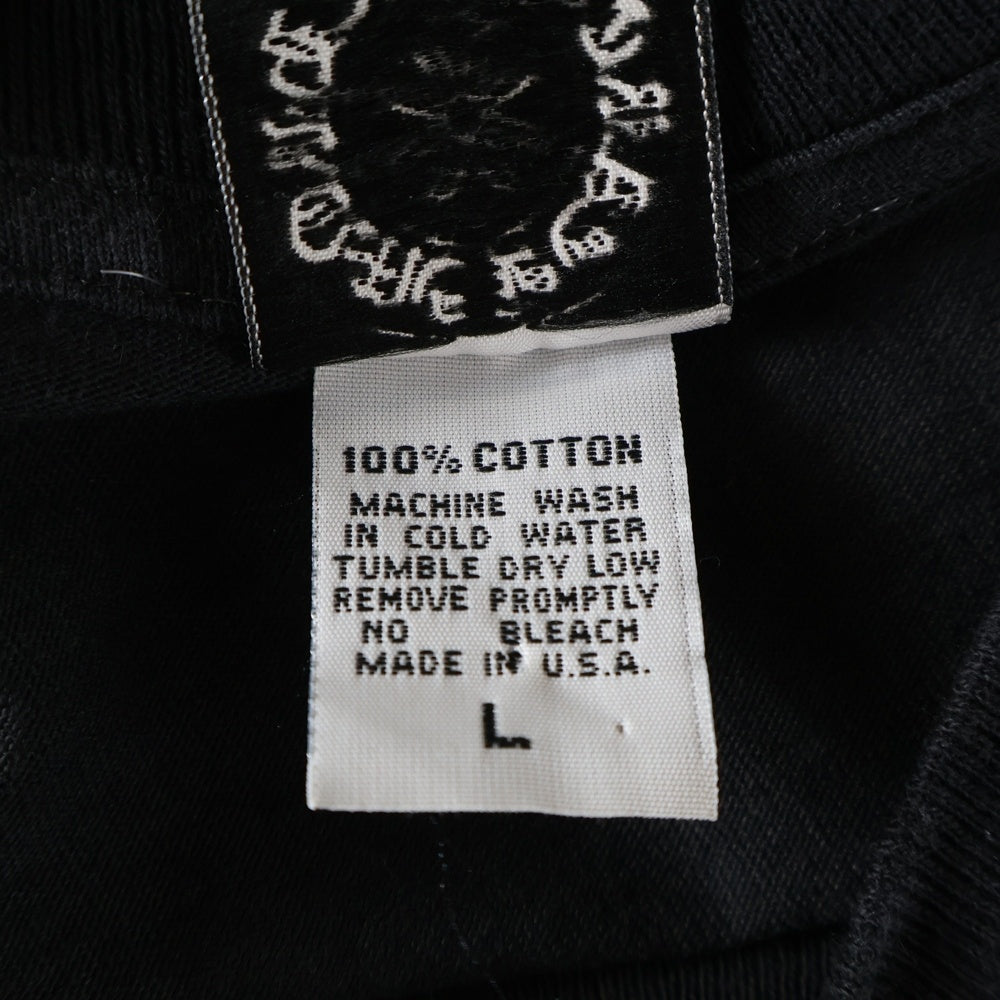 100% COTTON
MACHINE WASH
IN COLD WATER
TUMBLE DRY LOW
REMOVE PROMPTLY
NO BLEACH
MADE IN U.S.A.
L